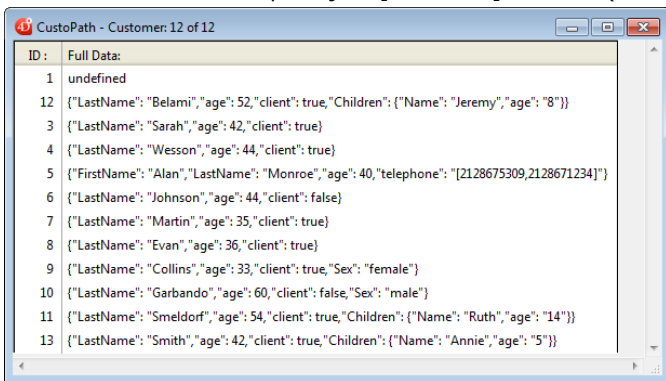 CustoPath - Customer: 12 of 12
ID : Full Data:
1 undefined
12 {"LastName": "Belami","age": 52,"client": true,"Children": {"Name": "Jeremy","age": "8"}}
3 {"LastName": "Sarah","age": 42,"client": true}
4 {"LastName": "Wesson","age": 44,"client": true}
5 {"FirstName": "Alan","LastName": "Monroe","age": 40,"telephone": "[2128675309,2128671234]"}
6 {"LastName": "Johnson","age": 44,"client": false}
7 {"LastName": "Martin","age": 35,"client": true}
8 {"LastName": "Evan","age": 36,"client": true}
9 {"LastName": "Collins","age": 33,"client": true,"Sex": "female"}
10 {"LastName": "Garbando","age": 60,"client": false,"Sex": "male"}
11 {"LastName": "Smeldorf","age": 54,"client": true,"Children": {"Name": "Ruth","age": "14"}}
13 {"LastName": "Smith","age": 42,"client": true,"Children": {"Name": "Annie","age": "5"}}